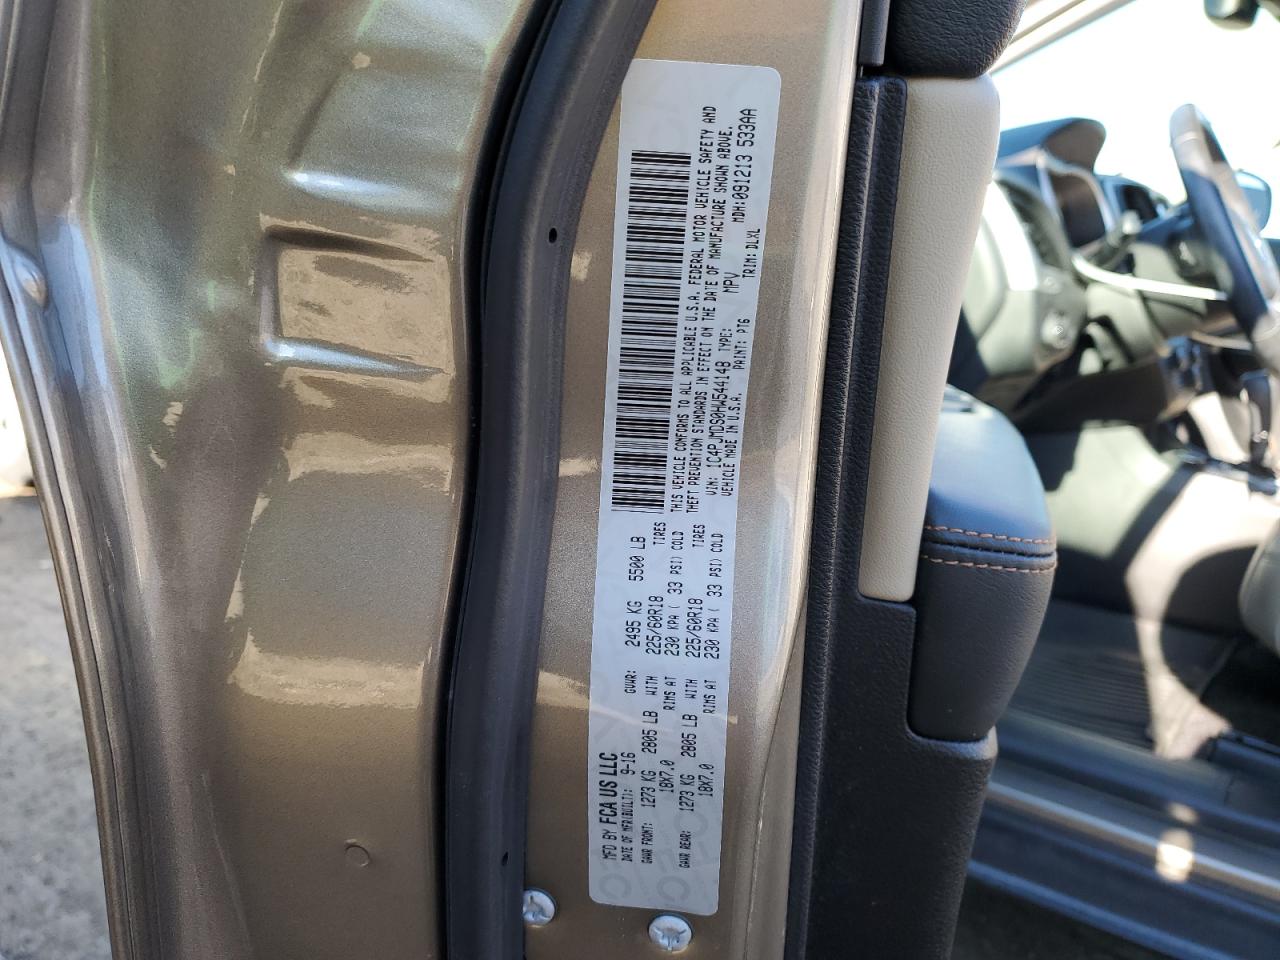 MFD BY FCA US LLC
DATE OF MFR(BUILT): 9-16 GVWR: 2495 KG 5500 LB
GAWR FRONT: 1273 KG 2805 LB WITH 225/60R18 TIRES
18X7.0 RIMS AT 230 KPA ( 33 PSI) COLD
GAWR REAR: 1273 KG 2805 LB WITH 225/60R18 TIRES
18X7.0 RIMS AT 230 KPA ( 33 PSI) COLD
THIS VEHICLE CONFORMS TO ALL APPLICABLE U.S.A. FEDERAL MOTOR VEHICLE SAFETY AND
THEFT PREVENTION STANDARDS IN EFFECT ON THE DATE OF MANUFACTURE SHOWN ABOVE.
VIN: 1C4PJMDS0HW544148 TYPE: MPV MDH:091213 533AA
VEHICLE MADE IN U.S.A. PAINT: PTG TRIM: DLXL